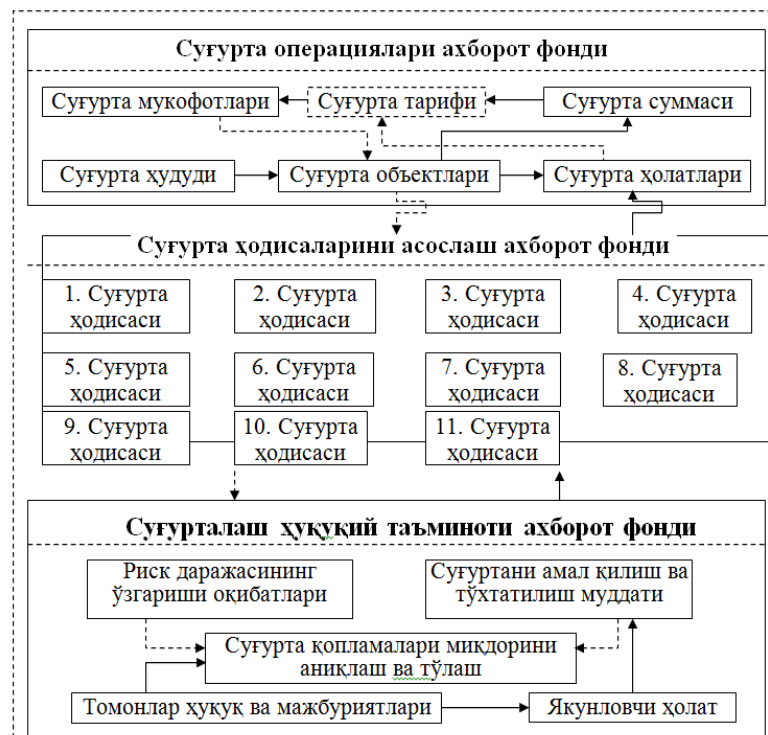 Суғурта операциялари ахборот фонди
Суғурта мукофотлари
Суғурта тарифи
Суғурта суммаси
Суғурта ҳудуди
Суғурта объектлари
Суғурта ҳолатлари
Суғурта ҳодисаларини асослаш ахборот фонди
1. Суғурта
ҳодисаси
2. Суғурта
ҳодисаси
3. Суғурта
ҳодисаси
4. Суғурта
ҳодисаси
5. Суғурта
ҳодисаси
6. Суғурта
ҳодисаси
7. Суғурта
ҳодисаси
8. Суғурта
ҳодисаси
9. Суғурта
ҳодисаси
10. Суғурта
ҳодисаси
11. Суғурта
ҳодисаси
Суғурталаш ҳуқуқий таъминоти ахборот фонди
Риск даражасининг
ўзгариши оқибатлари
Суғуртани амал қилиш ва
тўхтатилиш муддати
Суғурта қопламалари миқдорини
аниқлаш ва тўлаш
Томонлар ҳуқуқ ва мажбуриятлари
Якунловчи ҳолат